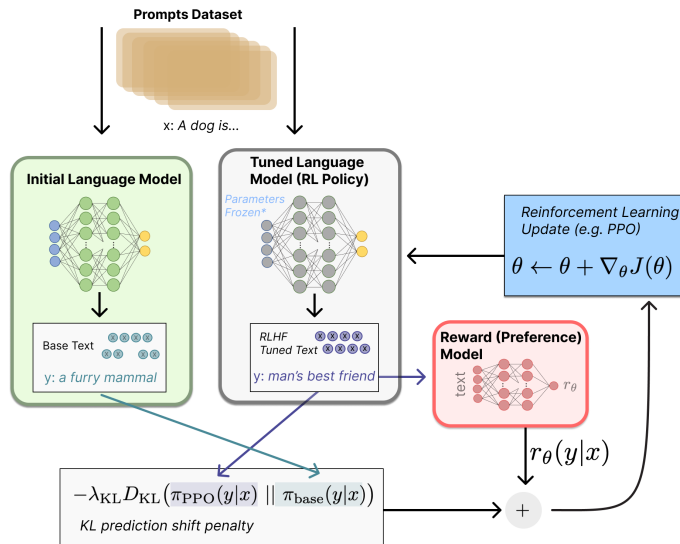 Prompts Dataset
x: A dog is...
Initial Language Model
Base Text
x x x x
x x x x
y: a furry mammal
Tuned Language
Model (RL Policy)
Parameters
Frozen*
RLHF
Tuned Text
x x x x
x x x x
y: man's best friend
Reinforcement Learning
Update (e.g. PPO)
θ ← θ + ∇θJ(θ)
Reward (Preference)
Model
text
rθ
rθ(y|x)
−λKL DKL(πPPO(y|x) || πbase(y|x))
KL prediction shift penalty
+